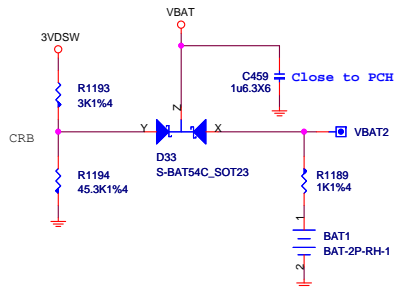 VBAT
3VDSW
C459
1u6.3X6
Close to PCH
R1193
3K1%4
Z
CRB
Y
X
VBAT2
D33
S-BAT54C_SOT23
R1194
45.3K1%4
R1189
1K1%4
1
BAT1
BAT-2P-RH-1
2